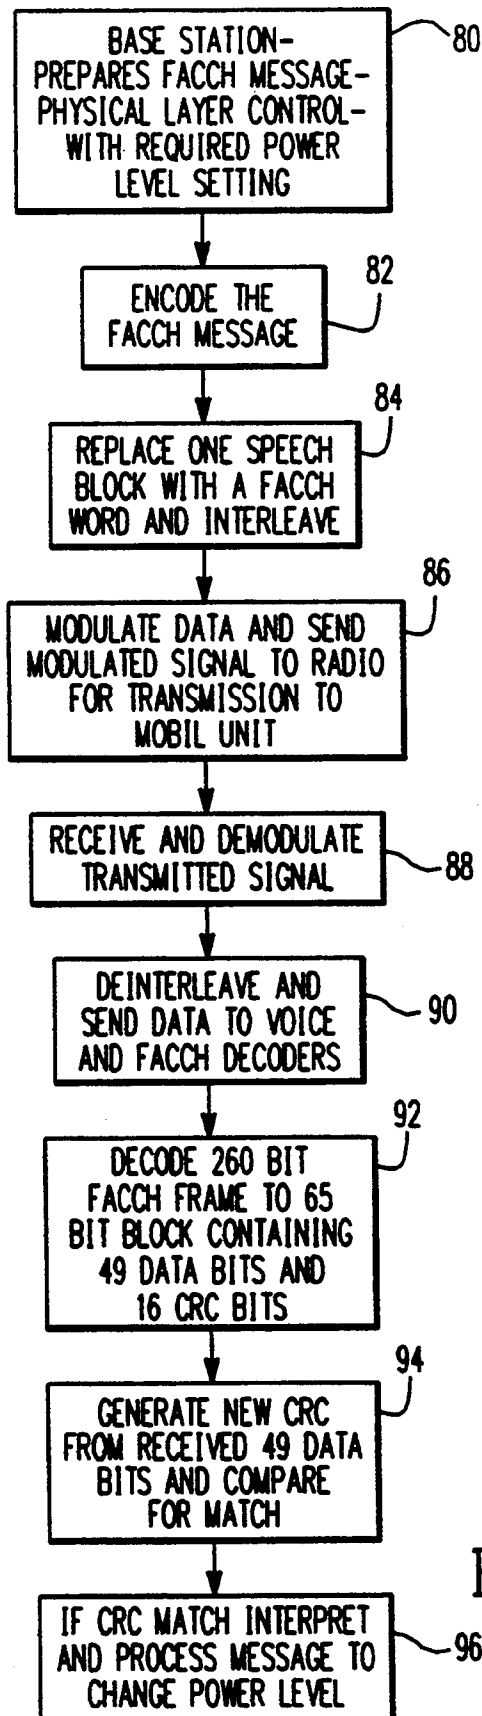 BASE STATION-
PREPARES FACCH MESSAGE-
PHYSICAL LAYER CONTROL-
WITH REQUIRED POWER
LEVEL SETTING
80
ENCODE THE
FACCH MESSAGE
82
REPLACE ONE SPEECH
BLOCK WITH A FACCH
WORD AND INTERLEAVE
84
MODULATE DATA AND SEND
MODULATED SIGNAL TO RADIO
FOR TRANSMISSION TO
MOBIL UNIT
86
RECEIVE AND DEMODULATE
TRANSMITTED SIGNAL
88
DEINTERLEAVE AND
SEND DATA TO VOICE
AND FACCH DECODERS
90
DECODE 260 BIT
FACCH FRAME TO 65
BIT BLOCK CONTAINING
49 DATA BITS AND
16 CRC BITS
92
GENERATE NEW CRC
FROM RECEIVED 49 DATA
BITS AND COMPARE
FOR MATCH
94
IF CRC MATCH INTERPRET
AND PROCESS MESSAGE TO
CHANGE POWER LEVEL
96